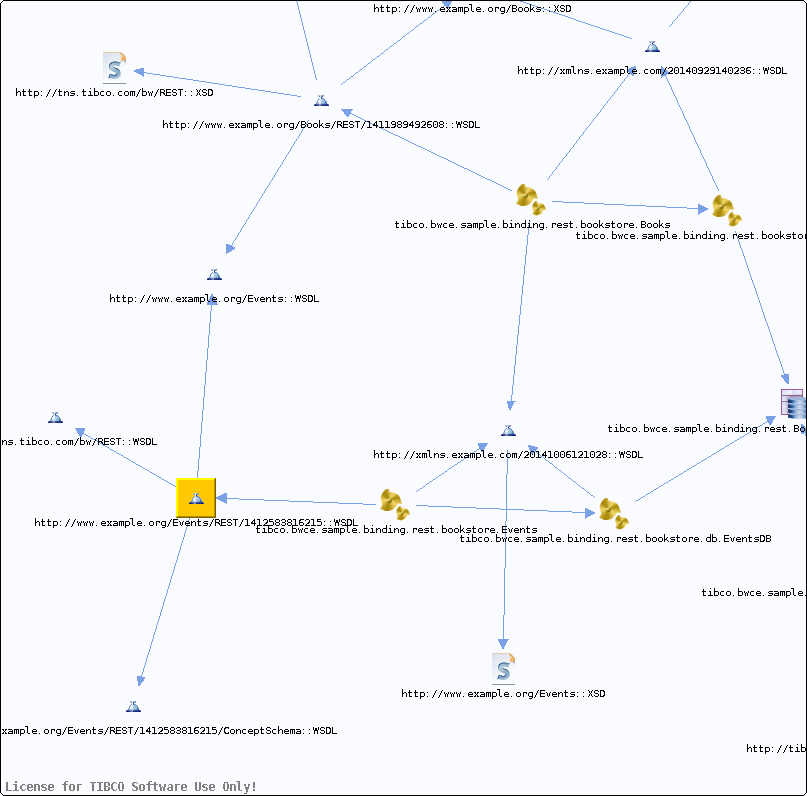 http://www.example.org/Books::XSD
http://xmlns.example.com/20140929140236::WSDL
http://tns.tibco.com/bw/REST::XSD
http://www.example.org/Books/REST/1411989492608::WSDL
tibco.bwce.sample.binding.rest.bookstore.Books
tibco.bwce.sample.binding.rest.bookstor
http://www.example.org/Events::WSDL
tibco.bwce.sample.binding.rest.Bo
ns.tibco.com/bw/REST::WSDL
http://xmlns.example.com/20141006121028::WSDL
http://www.example.org/Events/REST/1412583816215::WSDL
tibco.bwce.sample.binding.rest.bookstore.Events
tibco.bwce.sample.binding.rest.bookstore.db.EventsDB
tibco.bwce.sample.
http://www.example.org/Events::XSD
xample.org/Events/REST/1412583816215/ConceptSchema::WSDL
http://tib
License for TIBCO Software Use Only!